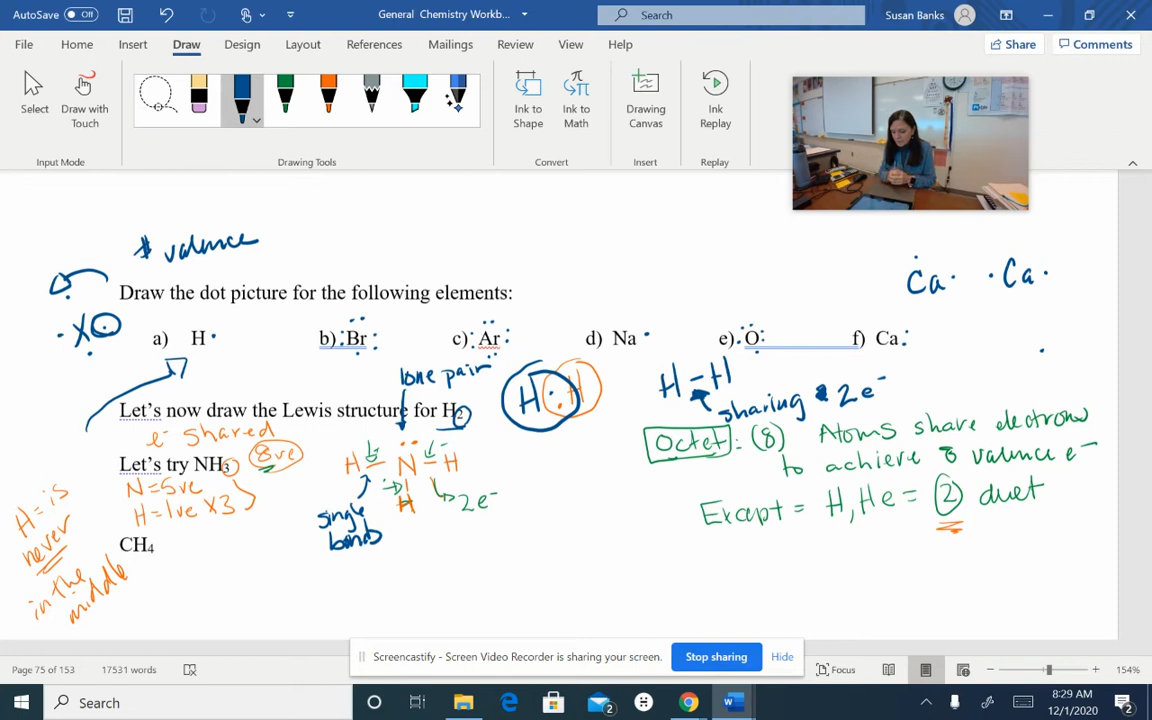 AutoSave Off General Chemistry Workb... Search Susan Banks
File Home Insert Draw Design Layout References Mailings Review View Help Share Comments
Select Draw with Touch Ink to Shape Ink to Math Drawing Canvas Ink Replay
Input Mode Drawing Tools Convert Insert Replay
* valence
Draw the dot picture for the following elements:
·Ca· ·Ca·
·X·
a) H· b) :Br: c) :Ar: d) Na· e) ·O: f) Ca:
lone pair
H:H
H-H
sharing 2e-
Let's now draw the Lewis structure for H2
e- shared
8ve
Let's try NH3
N=5ve
H=1ve x3
H-N-H
H
2e-
single bonds
Octet: (8) Atoms share electrons
to achieve 8 valence e-
Except = H, He = 2 duet
H= is
never
in the
middle
CH4
Screencastify - Screen Video Recorder is sharing your screen. Stop sharing Hide
Page 75 of 153 17531 words Focus 154%
Search 2 8:29 AM
12/1/2020 2